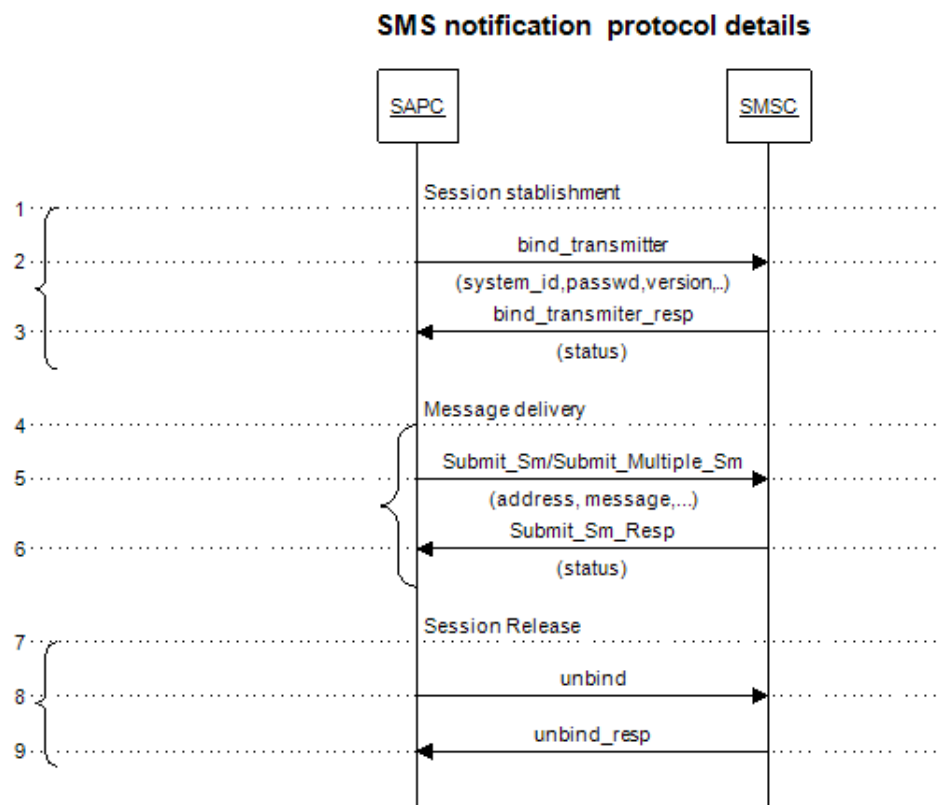 SMS notification protocol details
SAPC SMSC
Session stablishment
1
bind_transmitter
2
(system_id,passwd,version,..)
bind_transmiter_resp
3
(status)
Message delivery
4
Submit_Sm/Submit_Multiple_Sm
5
(address, message,...)
Submit_Sm_Resp
6
(status)
Session Release
7
unbind
8
unbind_resp
9